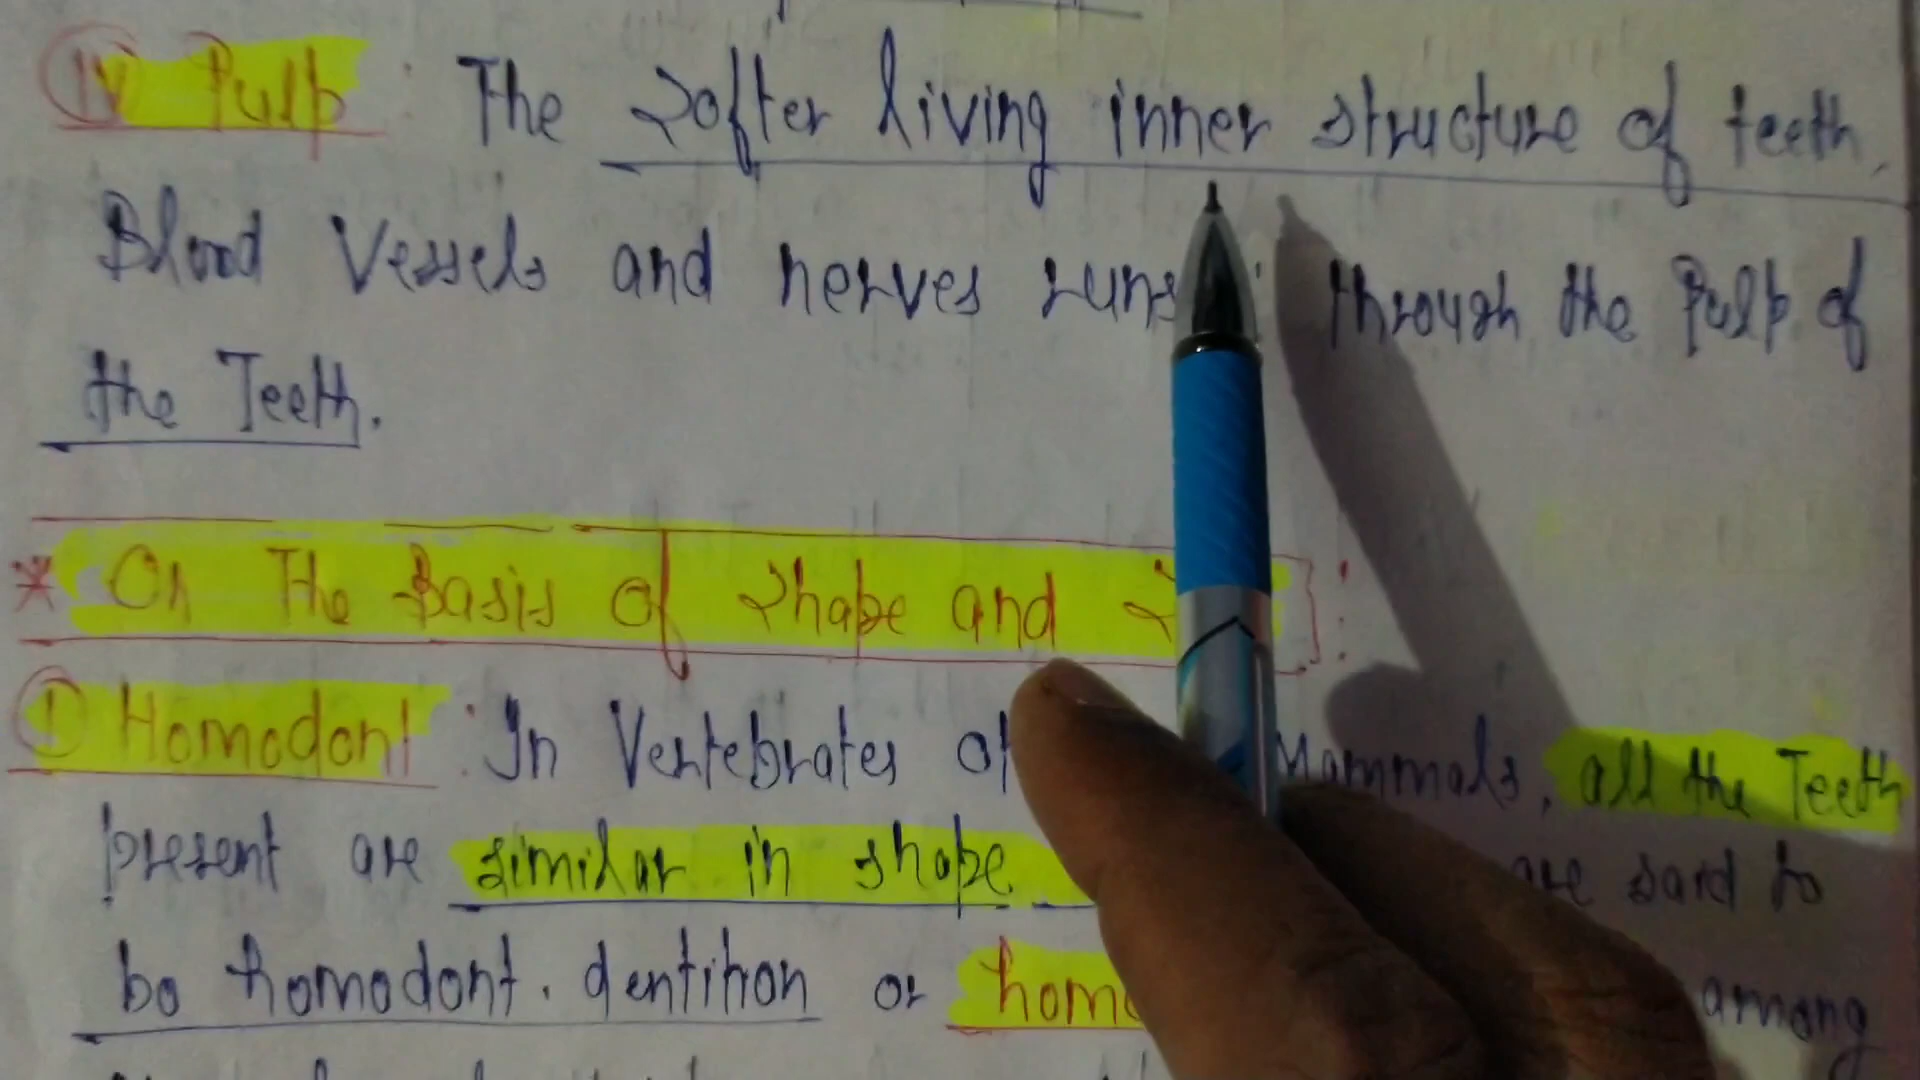 IV Pulp : The Softer living inner structure of teeth.
Blood Vessels and nerves runs through the Pulp of
the Teeth.
* On The Basis of Shape and :
① Homodont : In Vertebrates Mammals, all the Teeth
present are similar in shape are said to
be homodont. dentition or among